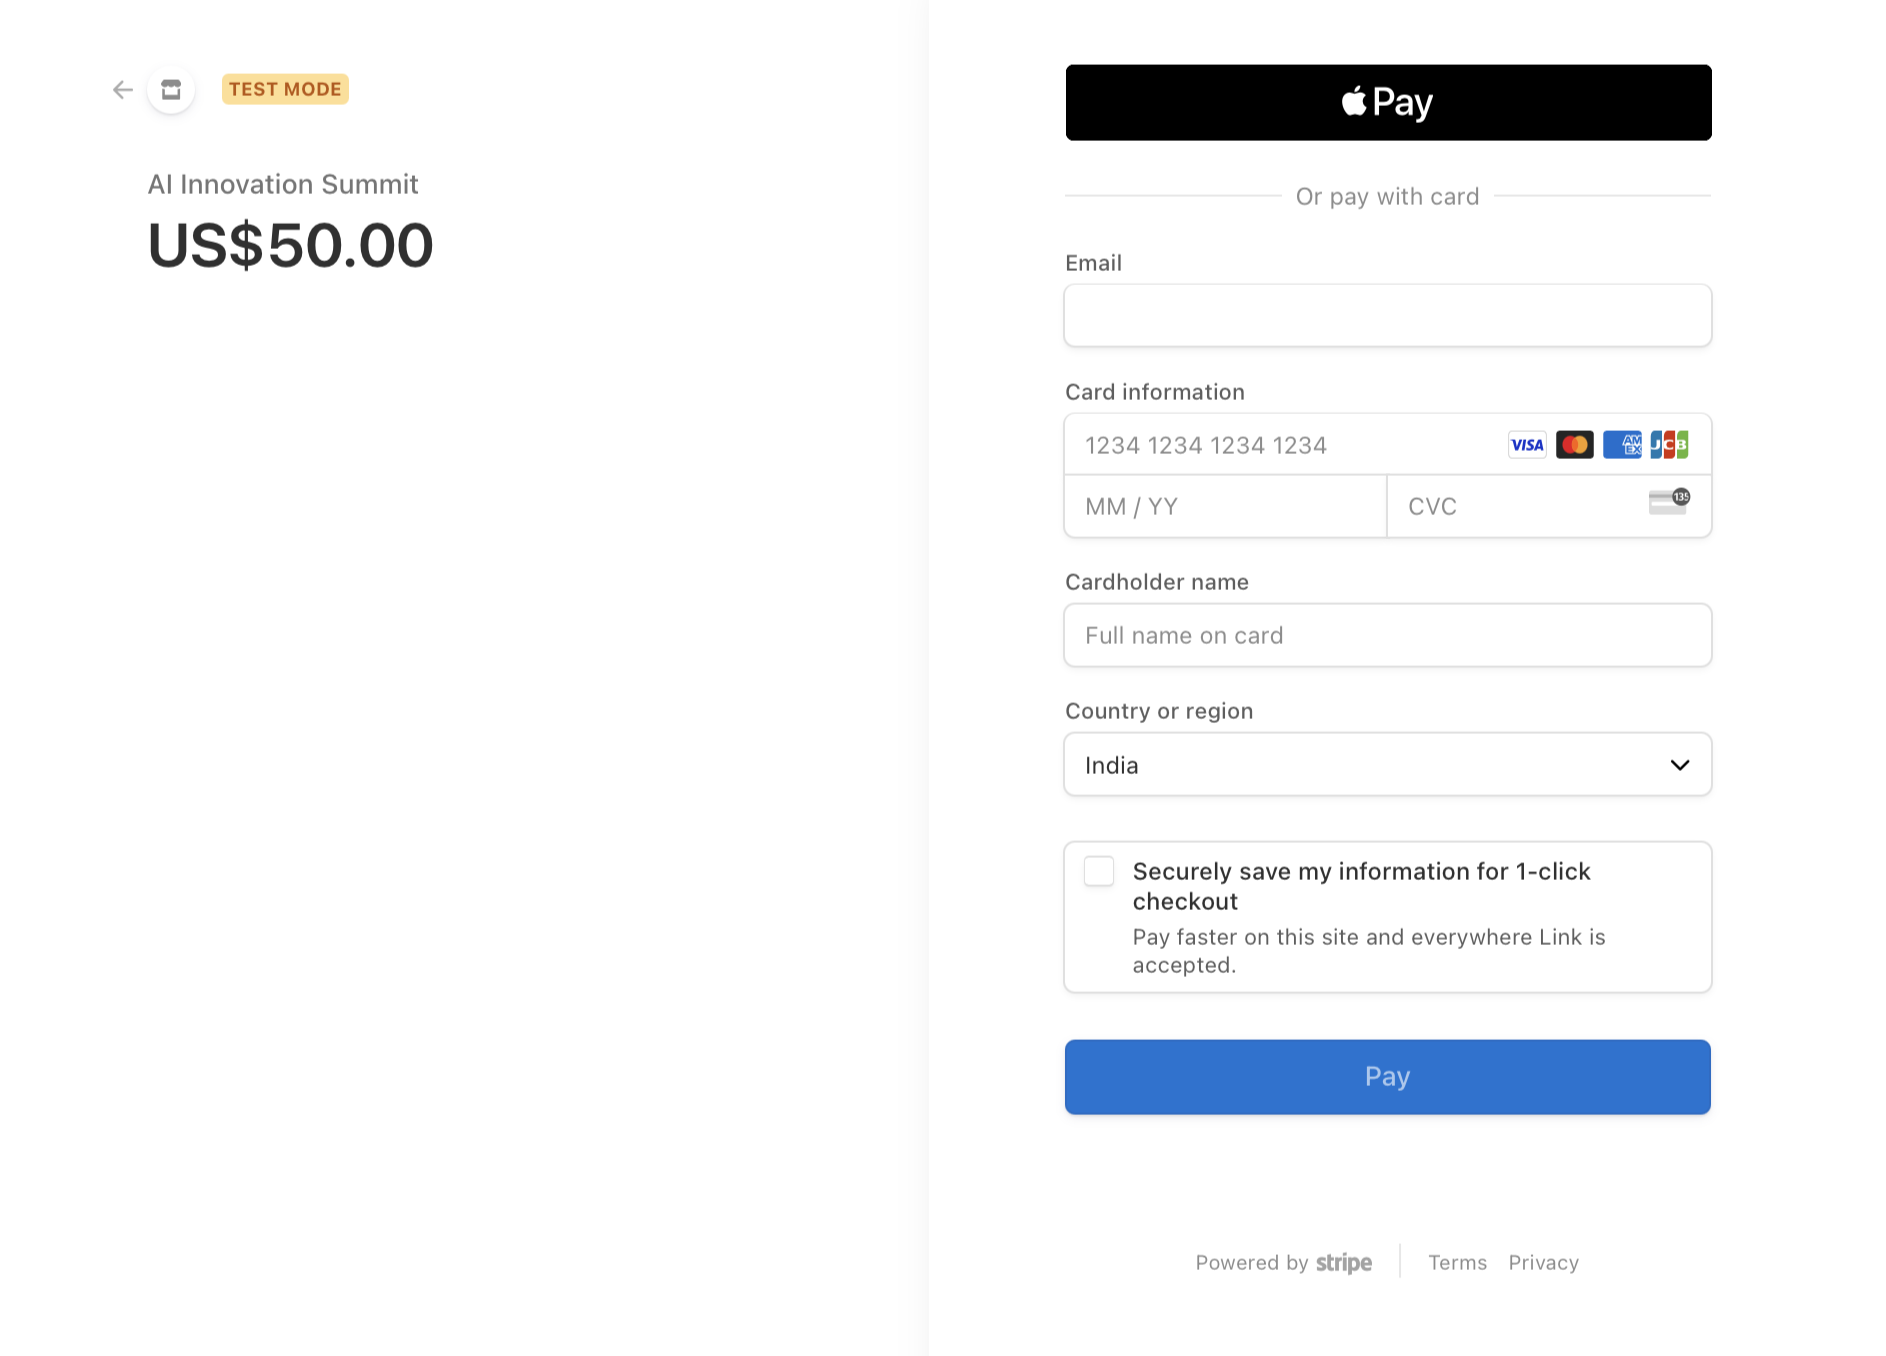 TEST MODE
AI Innovation Summit
US$50.00
Pay
Or pay with card
Email
Card information
1234 1234 1234 1234
VISA
AM
EX
JCB
MM / YY
CVC
135
Cardholder name
Full name on card
Country or region
India
Securely save my information for 1-click
checkout
Pay faster on this site and everywhere Link is
accepted.
Pay
Powered by stripe
Terms
Privacy